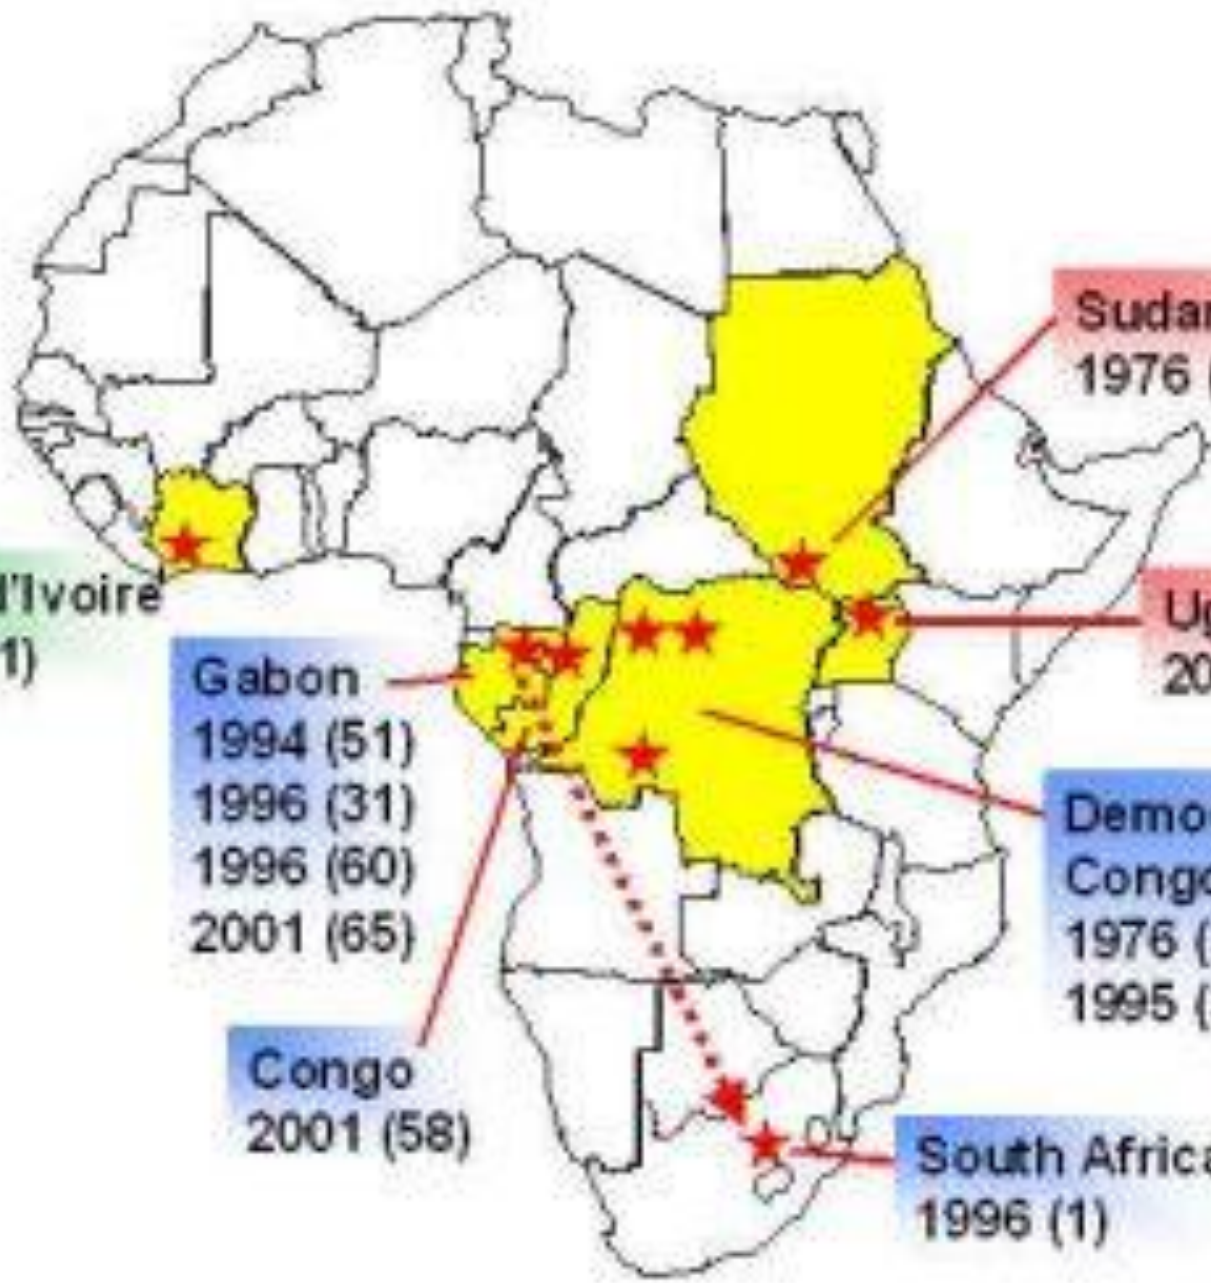 Sudan
1976 (
l'Ivoire
1)
Ug
20
Gabon
1994 (51)
1996 (31)
1996 (60)
2001 (65)
Demo
Congo
1976 (
1995 (
Congo
2001 (58)
South Africa
1996 (1)